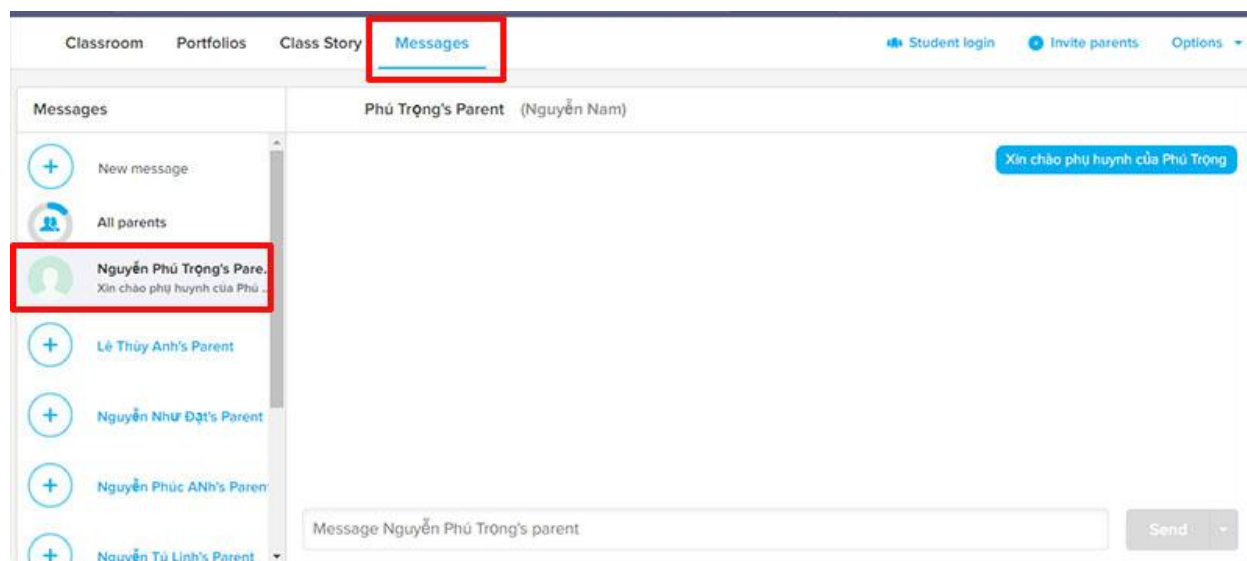 Classroom Portfolios Class Story Messages Student login Invite parents Options
Messages
Phú Trọng's Parent (Nguyễn Nam)
New message
Xin chào phụ huynh của Phú Trọng
All parents
Nguyễn Phú Trọng's Pare..
Xin chào phụ huynh của Phú ...
Lê Thùy Anh's Parent
Nguyễn Như Đạt's Parent
Nguyễn Phúc ANh's Paren
Nguyễn Tú Linh's Parent
Message Nguyễn Phú Trọng's parent
Send